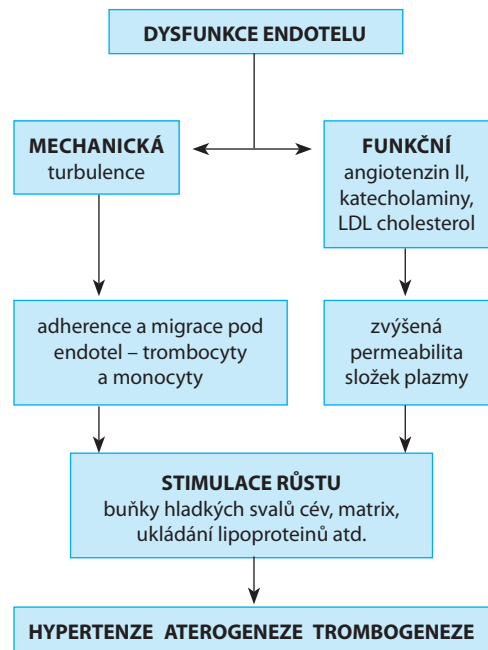 DYSFUNKCE ENDOTELU
MECHANICKÁ
turbulence
FUNKČNÍ
angiotenzin II,
katecholaminy,
LDL cholesterol
adherence a migrace pod
endotel – trombocyty
a monocyty
zvýšená
permeabilita
složek plazmy
STIMULACE RŮSTU
buňky hladkých svalů cév, matrix,
ukládání lipoproteinů atd.
HYPERTENZE ATEROGENEZE TROMBOGENEZE